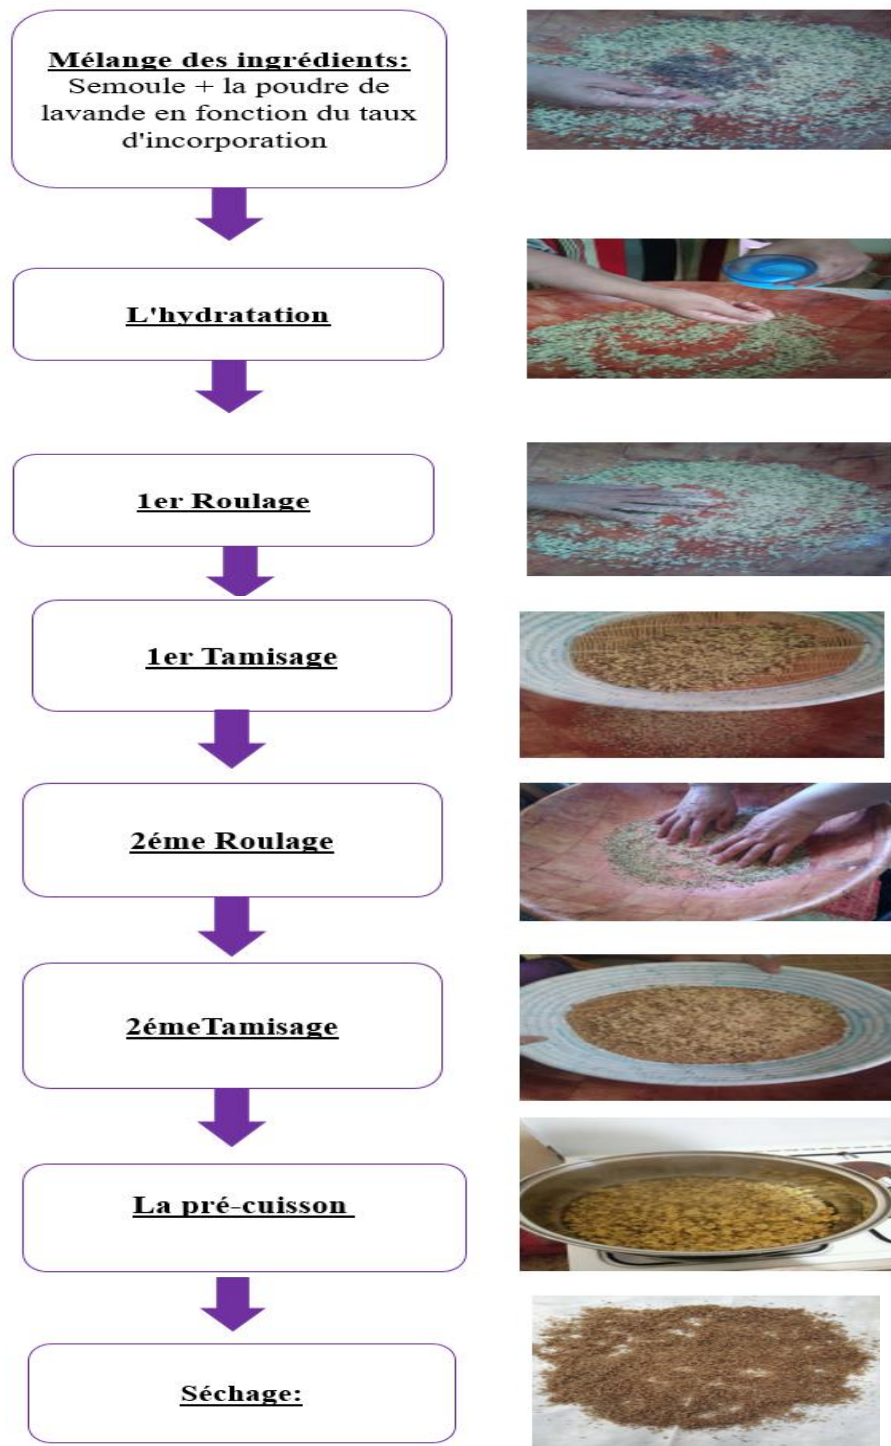 Mélange des ingrédients:
Semoule + la poudre de
lavande en fonction du taux
d'incorporation
L'hydratation
1er Roulage
1er Tamisage
2éme Roulage
2émeTamisage
La pré-cuisson
Séchage: